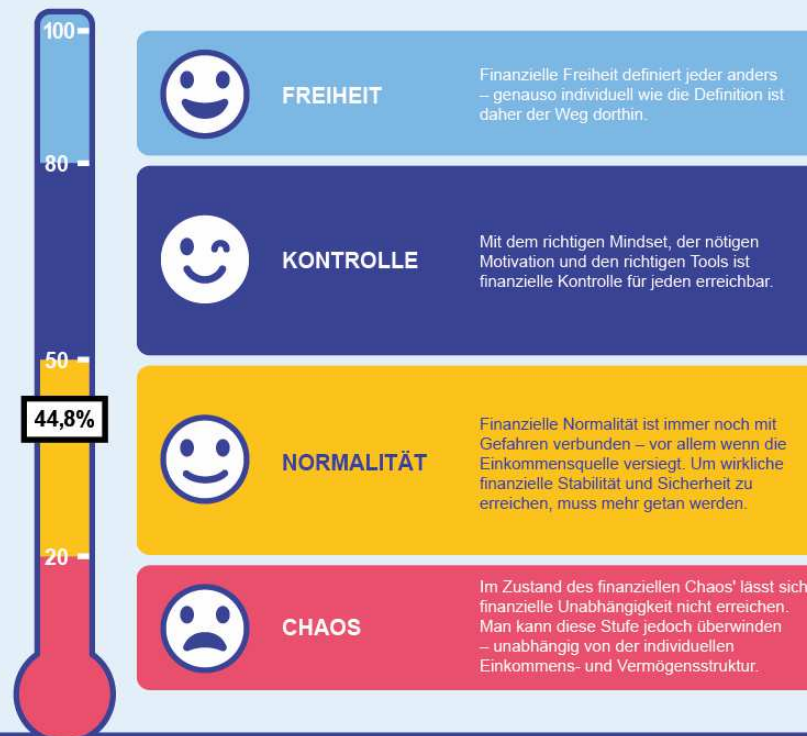 100
FREIHEIT
Finanzielle Freiheit definiert jeder anders
– genauso individuell wie die Definition ist
daher der Weg dorthin.
80
KONTROLLE
Mit dem richtigen Mindset, der nötigen
Motivation und den richtigen Tools ist
finanzielle Kontrolle für jeden erreichbar.
50
44,8%
NORMALITÄT
Finanzielle Normalität ist immer noch mit
Gefahren verbunden – vor allem wenn die
Einkommensquelle versiegt. Um wirkliche
finanzielle Stabilität und Sicherheit zu
erreichen, muss mehr getan werden.
20
CHAOS
Im Zustand des finanziellen Chaos' lässt sich
finanzielle Unabhängigkeit nicht erreichen.
Man kann diese Stufe jedoch überwinden
– unabhängig von der individuellen
Einkommens- und Vermögensstruktur.